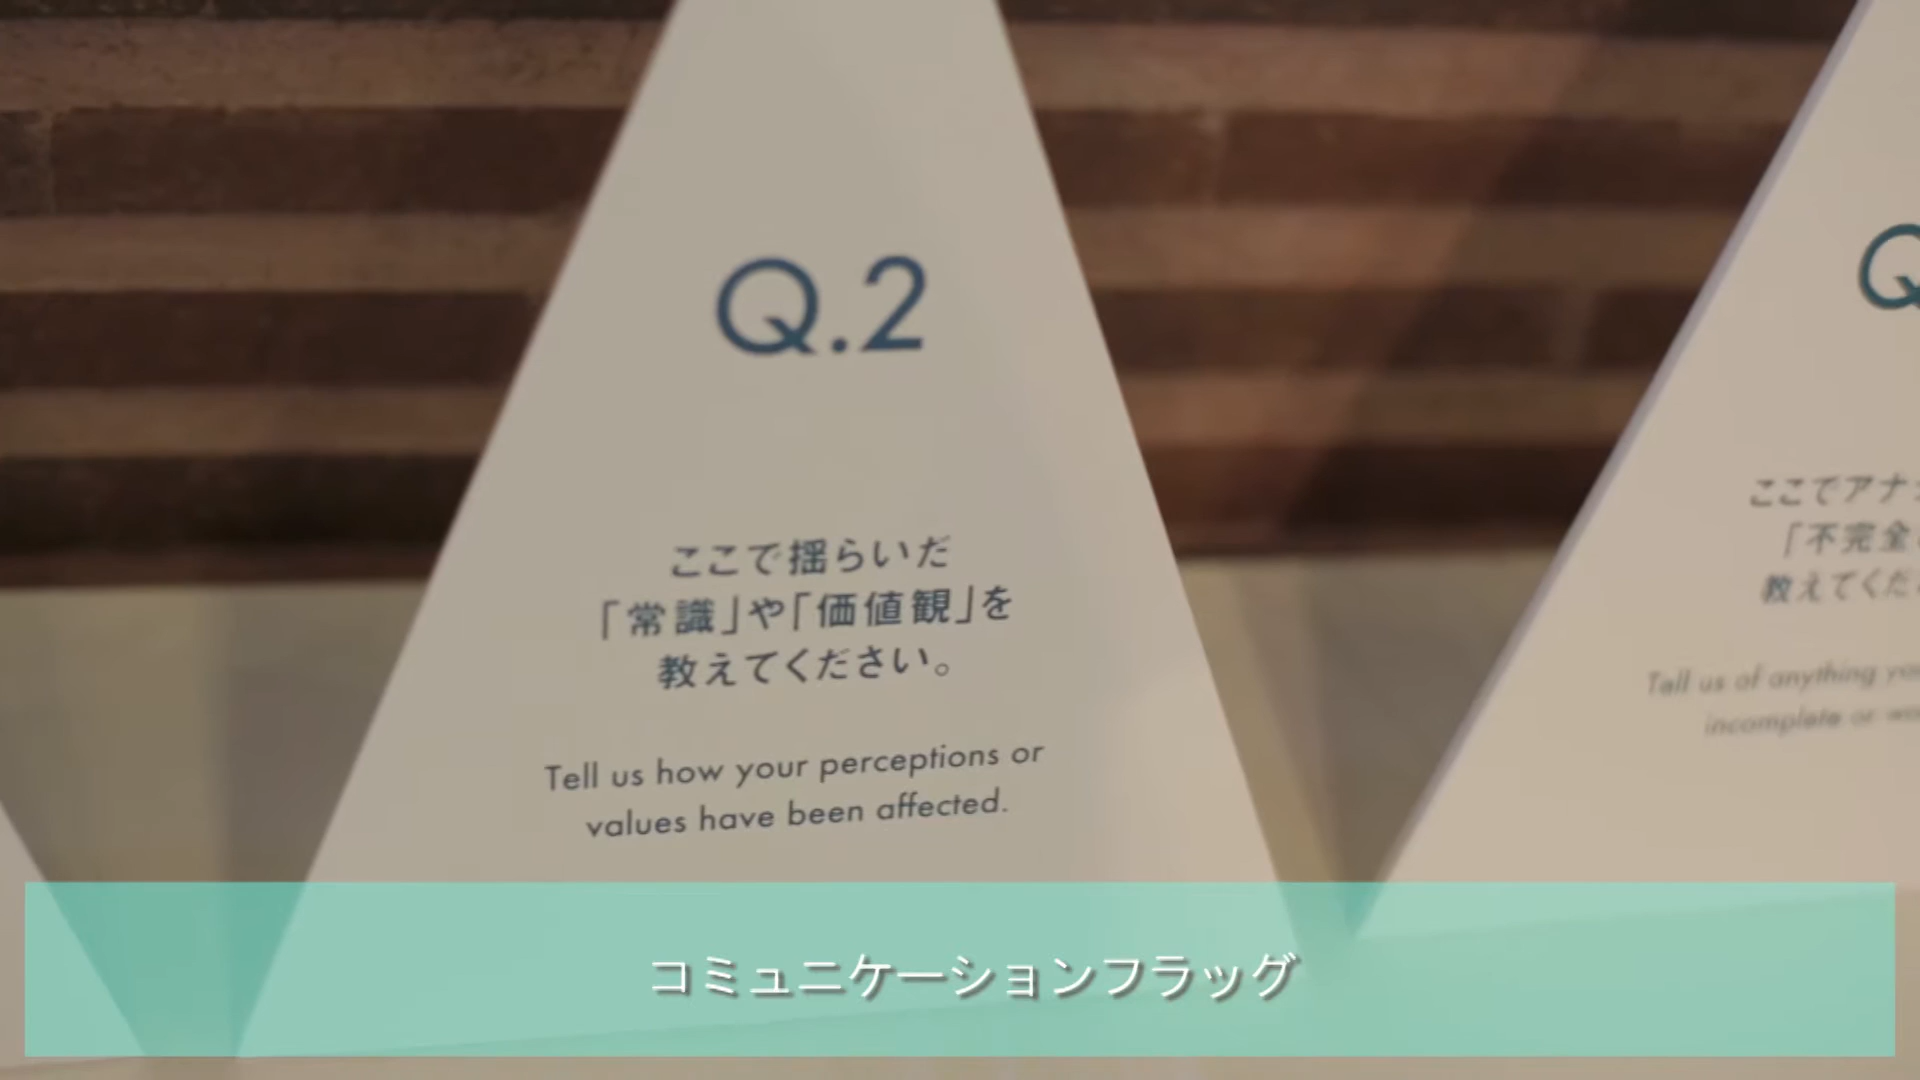 Q.2
ここで揺らいだ
「常識」や「価値観」を
教えてください。
Tell us how your perceptions or
values have been affected.
Q
ここでアナ
「不完全
教えてくだ
Tell us of anything
incomplete or
コミュニケーションフラッグ